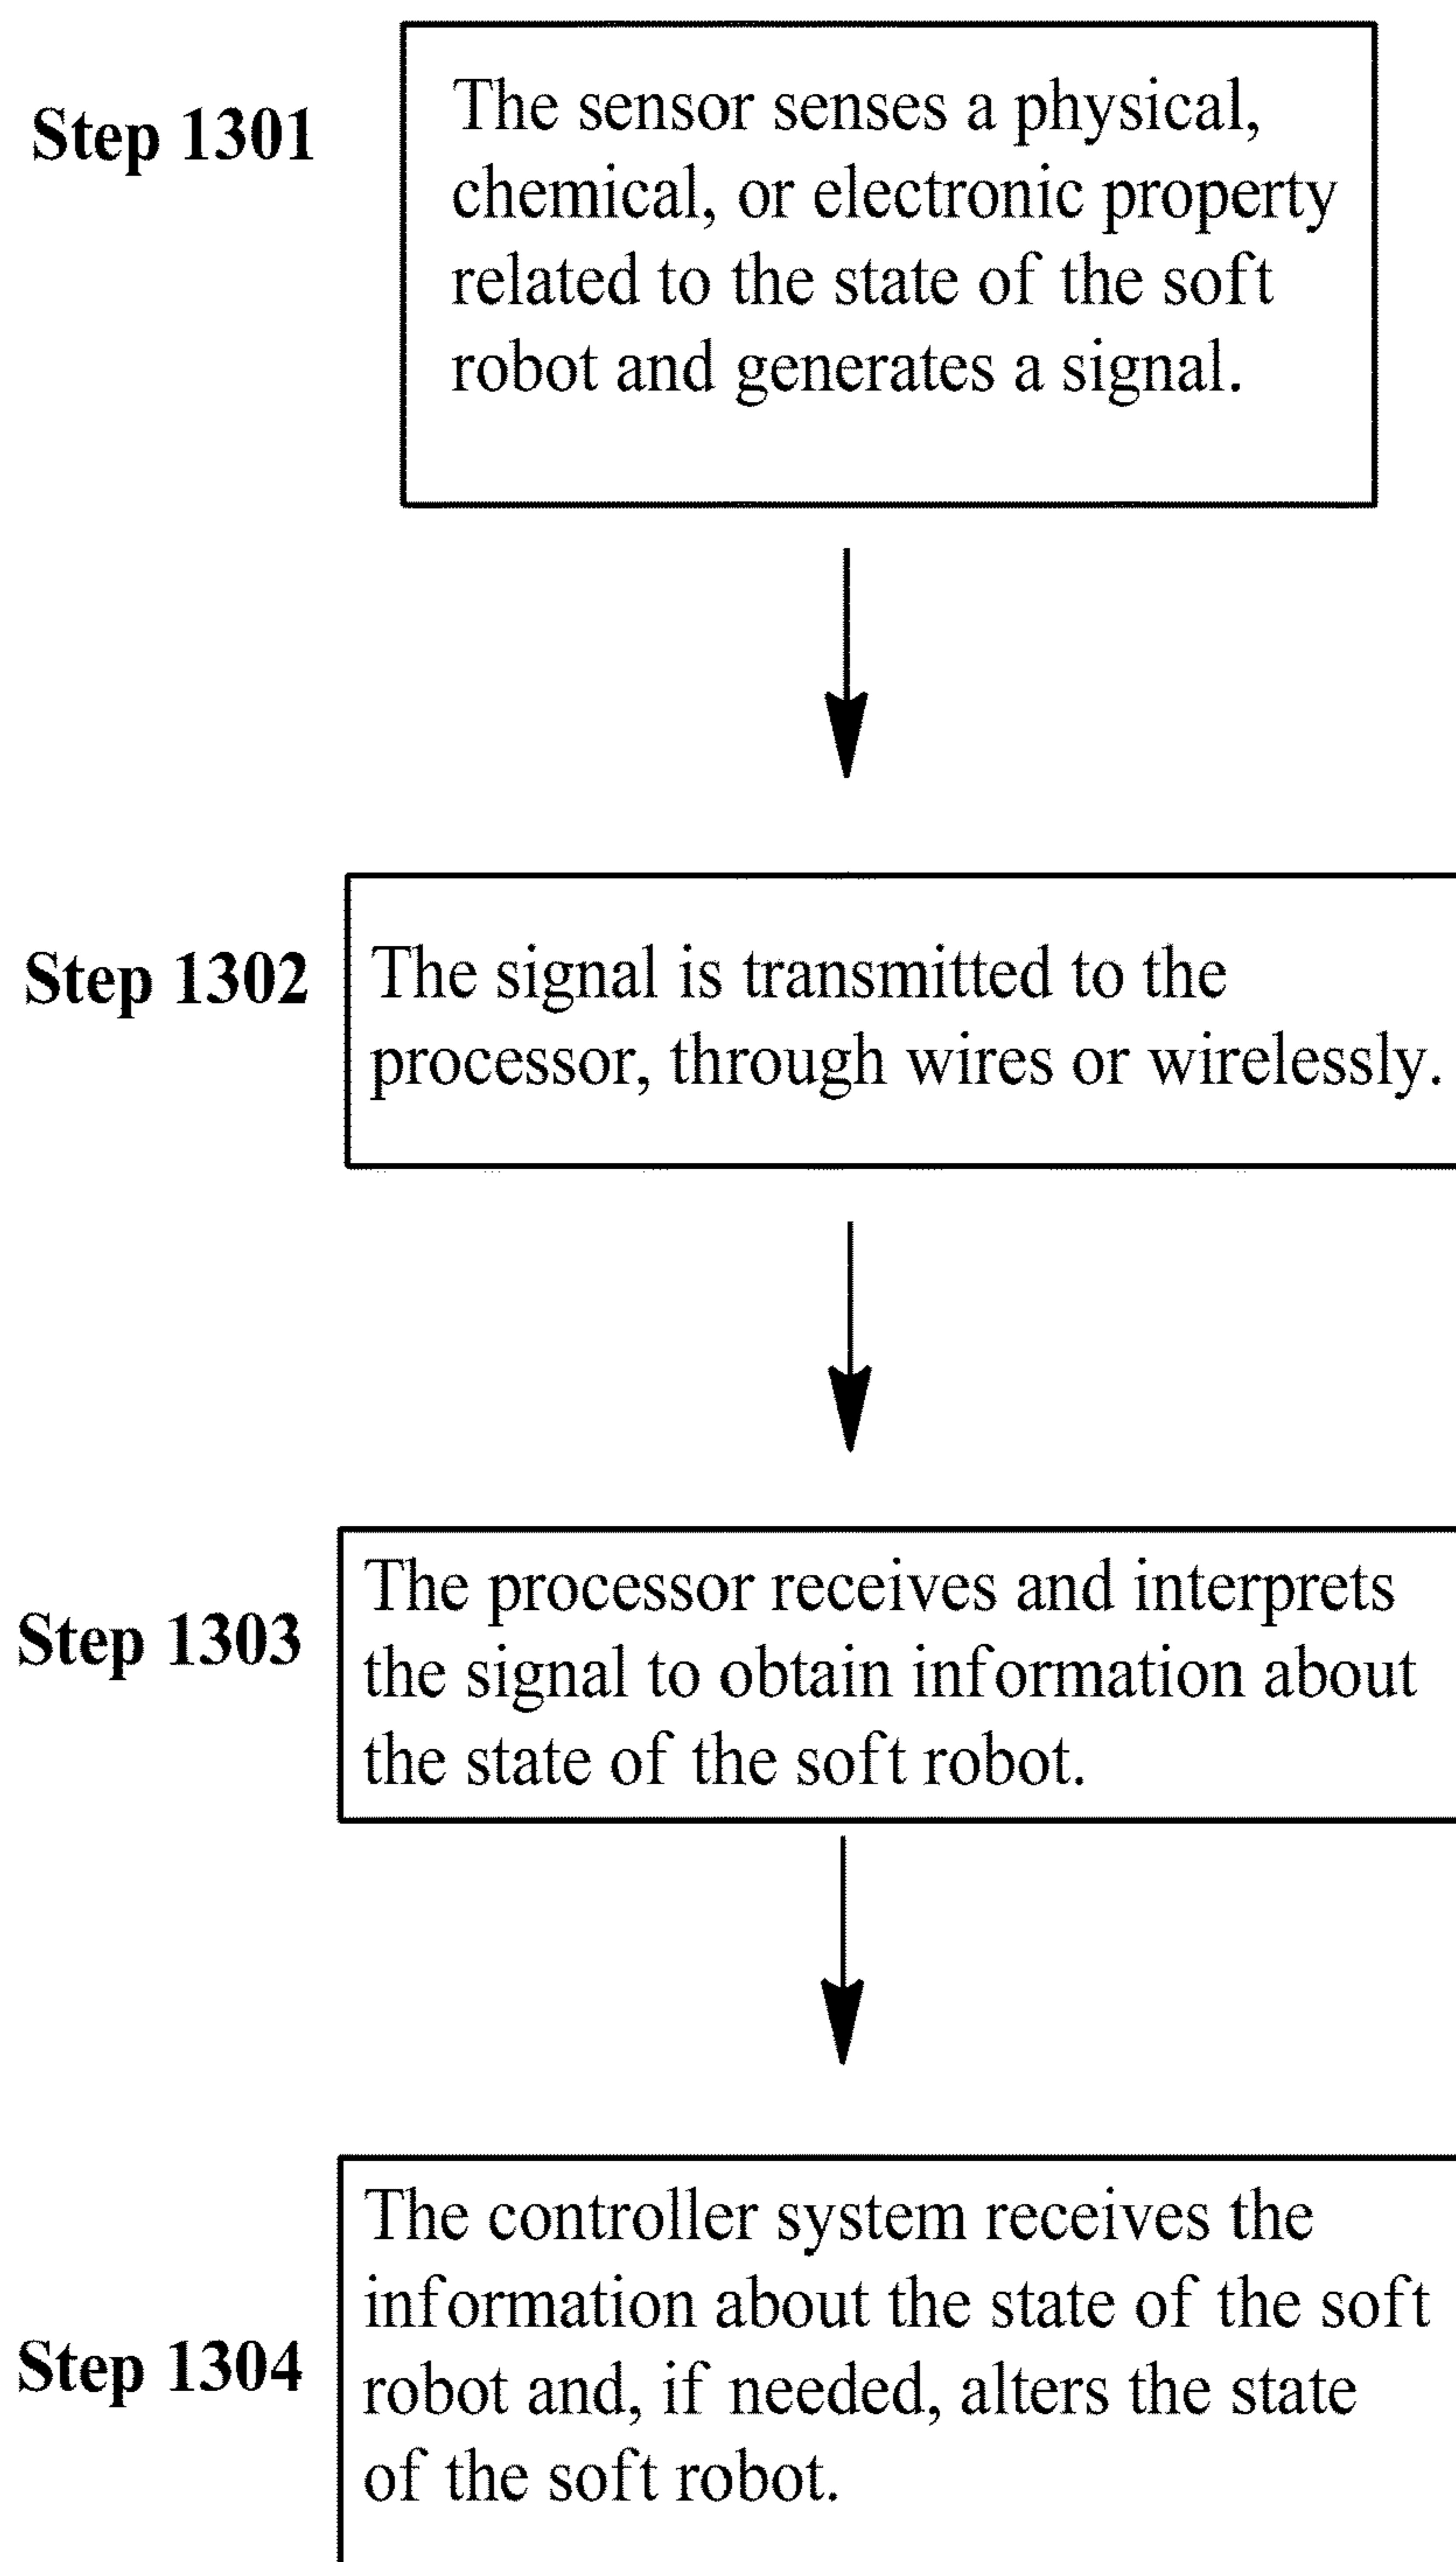 Step 1301
The sensor senses a physical,
chemical, or electronic property
related to the state of the soft
robot and generates a signal.
Step 1302
The signal is transmitted to the
processor, through wires or wirelessly.
Step 1303
The processor receives and interprets
the signal to obtain information about
the state of the soft robot.
Step 1304
The controller system receives the
information about the state of the soft
robot and, if needed, alters the state
of the soft robot.